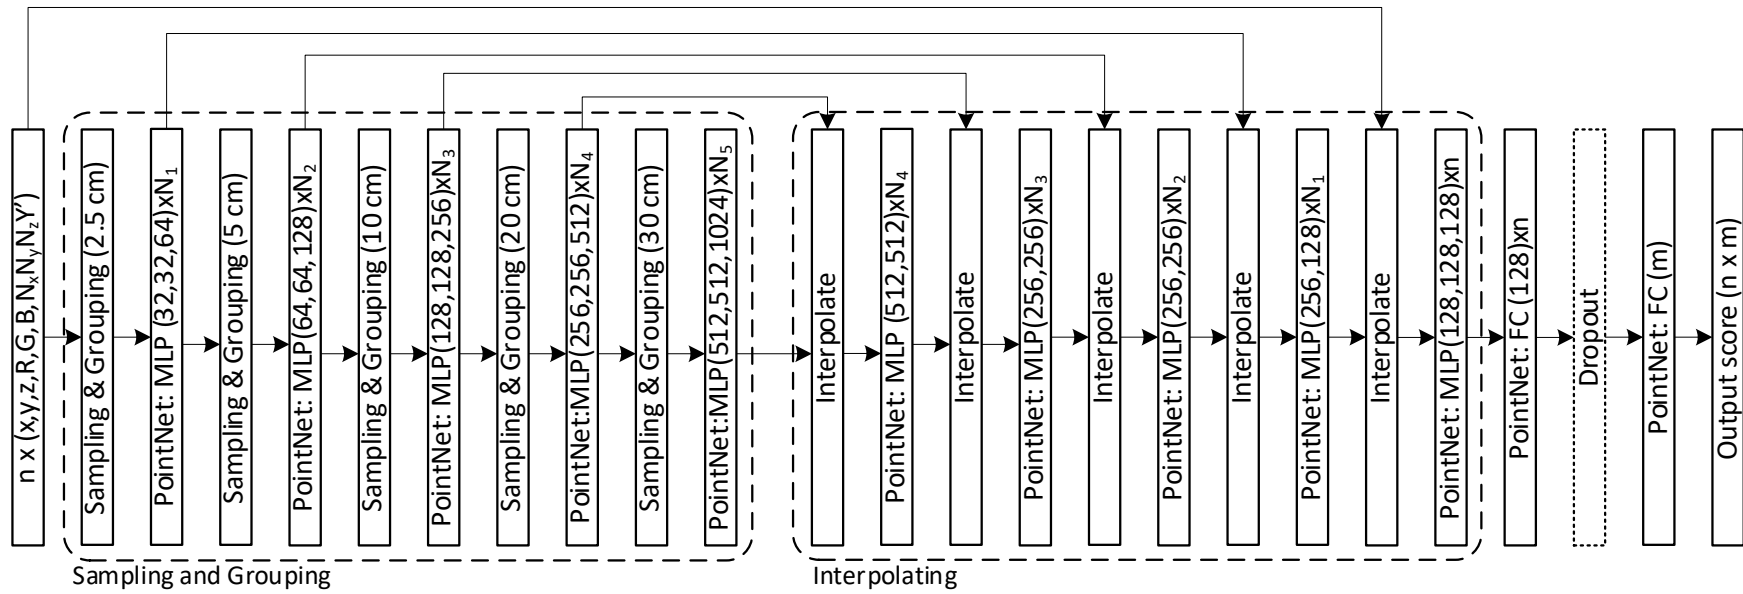 n x (x,y,z,R,G,B,NₓNᵧN_zY')
Sampling & Grouping (2.5 cm)
PointNet: MLP (32,32,64)xN₁
Sampling & Grouping (5 cm)
PointNet: MLP(64,64,128)xN₂
Sampling & Grouping (10 cm)
PointNet: MLP(128,128,256)xN₃
Sampling & Grouping (20 cm)
PointNet:MLP(256,256,512)xN₄
Sampling & Grouping (30 cm)
PointNet:MLP(512,512,1024)xN₅
Interpolate
PointNet: MLP (512,512)xN₄
Interpolate
PointNet: MLP(256,256)xN₃
Interpolate
PointNet: MLP(256,256)xN₂
Interpolate
PointNet: MLP(256,128)xN₁
Interpolate
PointNet: MLP(128,128,128)xn
PointNet: FC (128)xn
Dropout
PointNet: FC (m)
Output score (n x m)
Sampling and Grouping
Interpolating